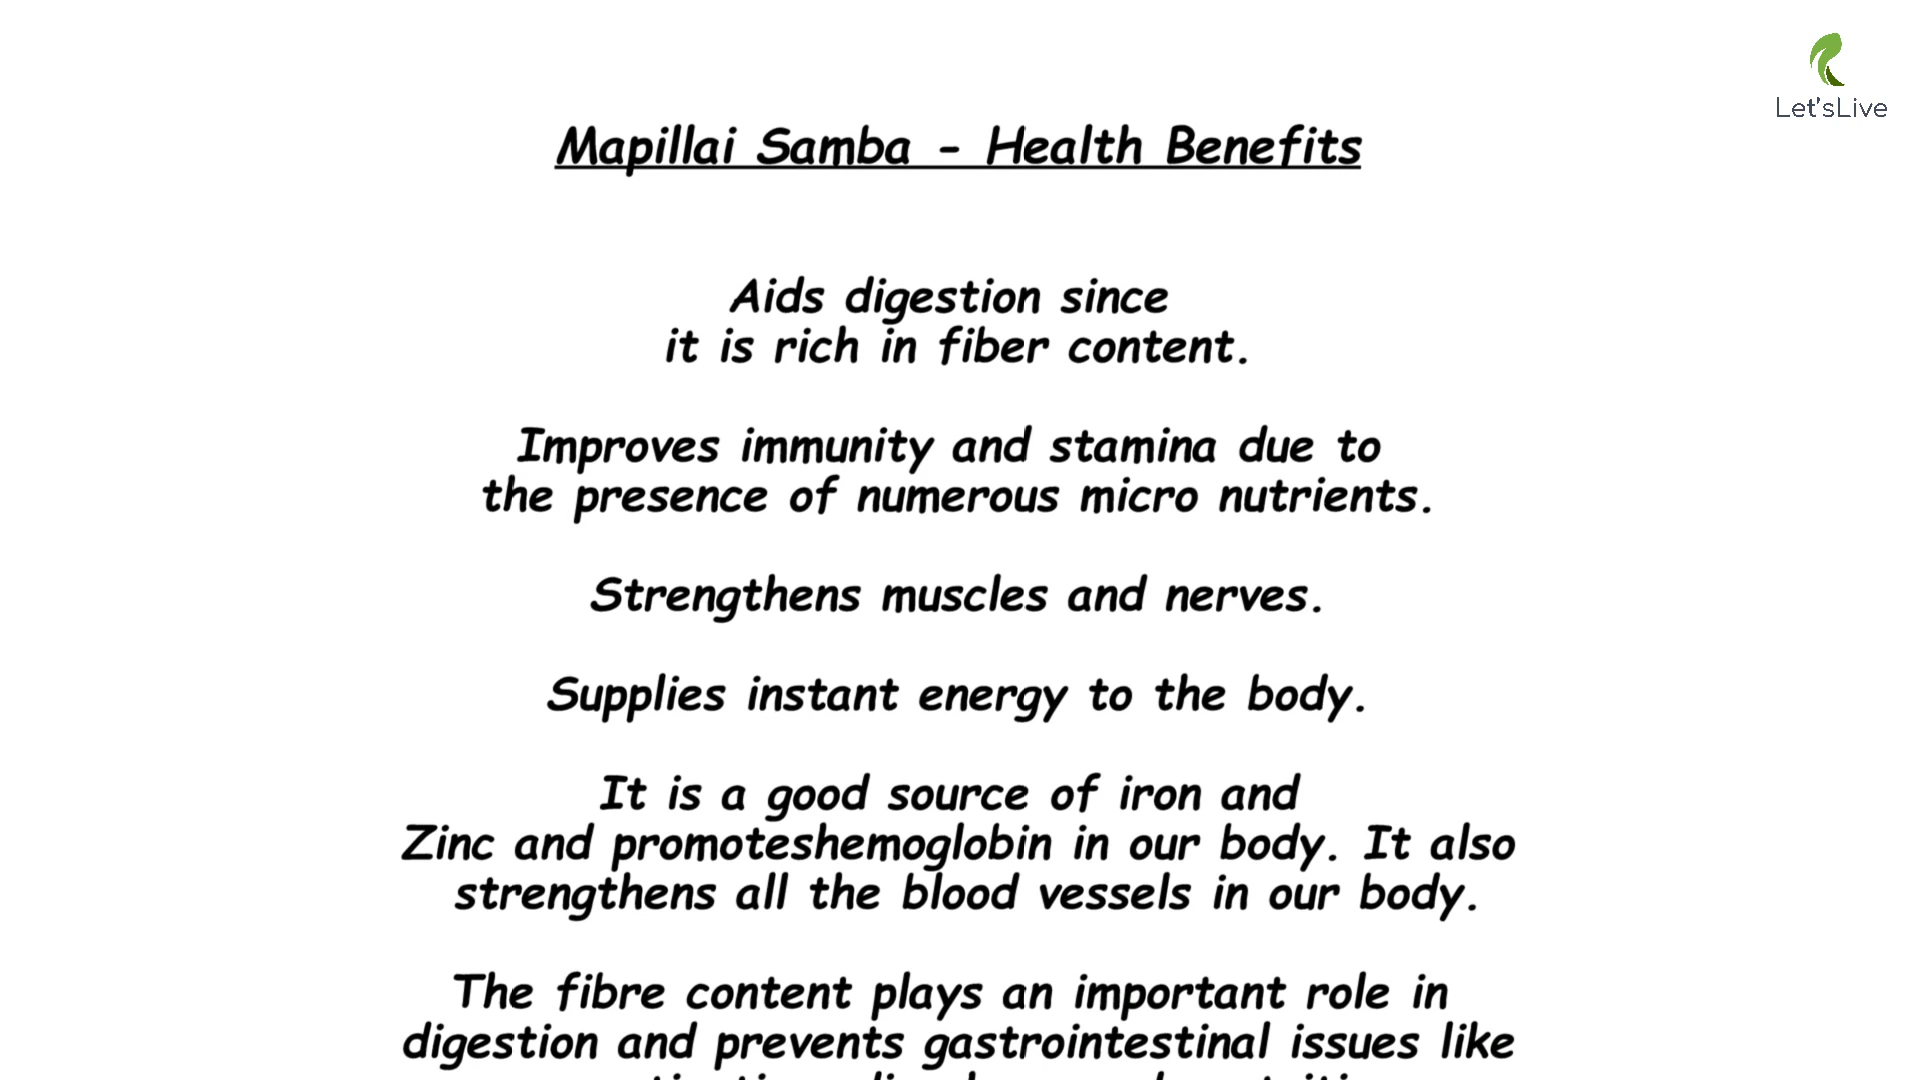 Let'sLive
Mapillai Samba - Health Benefits
Aids digestion since
it is rich in fiber content.
Improves immunity and stamina due to
the presence of numerous micro nutrients.
Strengthens muscles and nerves.
Supplies instant energy to the body.
It is a good source of iron and
Zinc and promoteshemoglobin in our body. It also
strengthens all the blood vessels in our body.
The fibre content plays an important role in
digestion and prevents gastrointestinal issues like